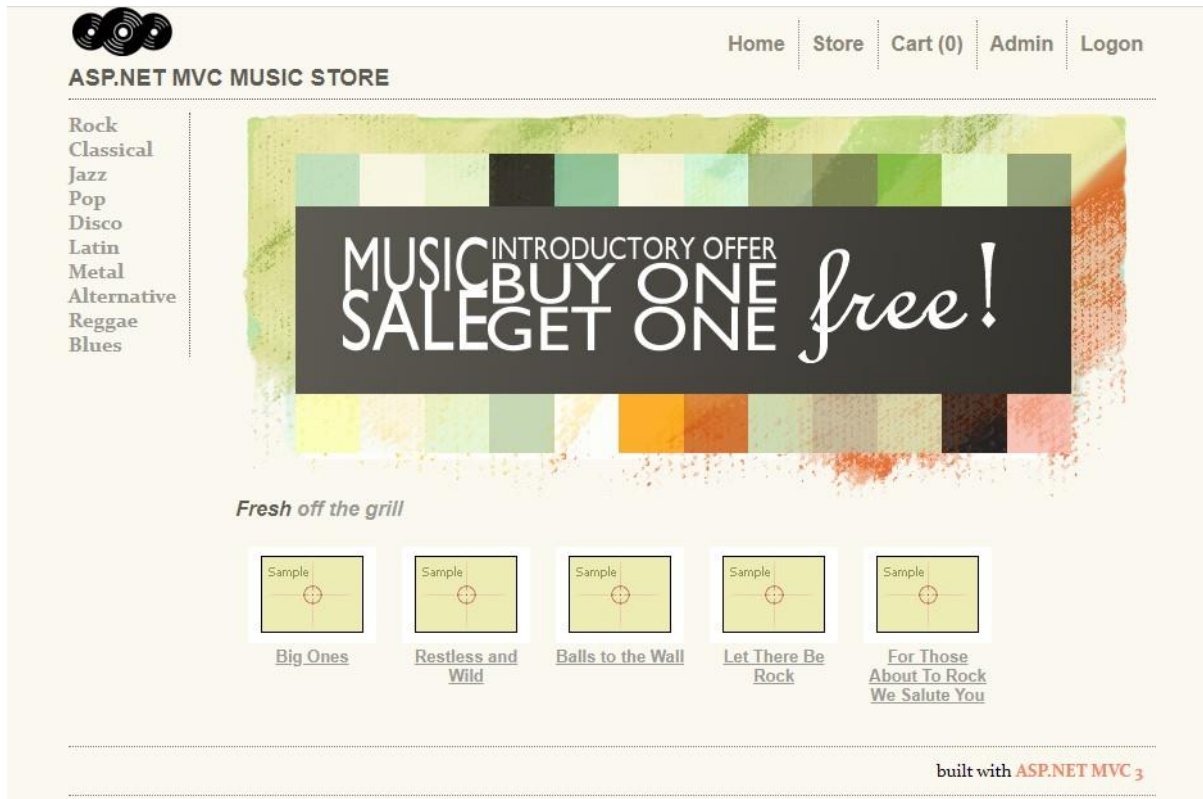 Home Store Cart (0) Admin Logon
ASP.NET MVC MUSIC STORE
Rock
Classical
Jazz
Pop
Disco
Latin
Metal
Alternative
Reggae
Blues
MUSIC SALE
INTRODUCTORY OFFER
BUY ONE
GET ONE
free!
Fresh off the grill
Sample Sample Sample Sample Sample
Big Ones
Restless and
Wild
Balls to the Wall
Let There Be
Rock
For Those
About To Rock
We Salute You
built with ASP.NET MVC 3